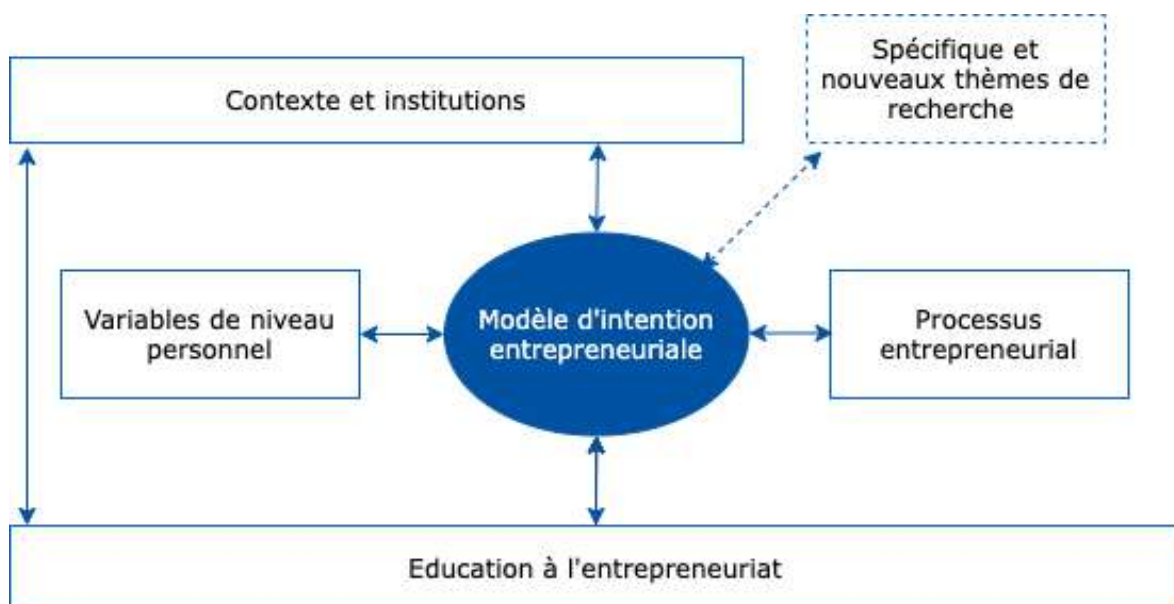 Spécifique et
nouveaux thèmes de
recherche
Contexte et institutions
Variables de niveau
personnel
Modèle d'intention
entrepreneuriale
Processus
entrepreneurial
Education à l'entrepreneuriat